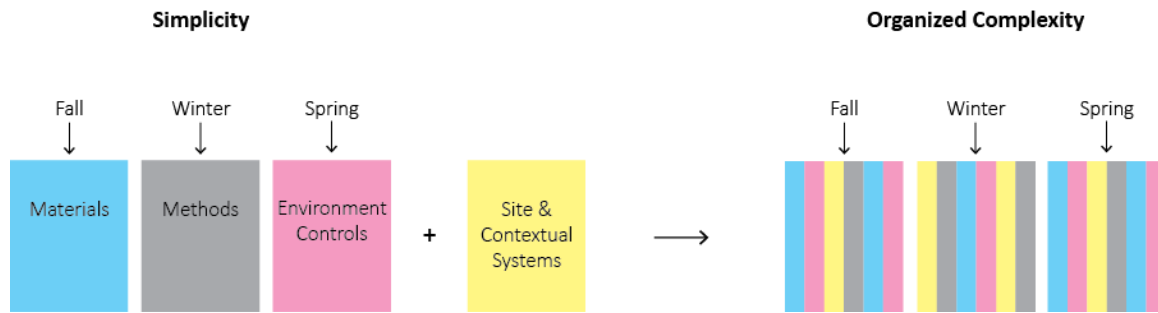 Simplicity
Organized Complexity
Fall
Winter
Spring
Fall
Winter
Spring
Materials
Methods
Environment
Controls
+
Site &
Contextual
Systems